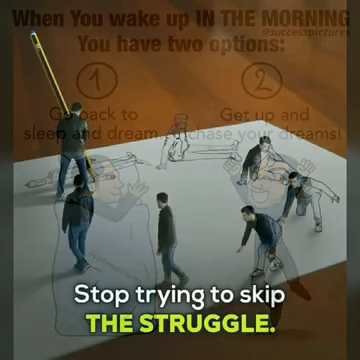 When You wake up IN THE MORNING
@successpictures
You have two options:
1 2
Go back to Get up and
sleep and dream. chase your dreams!
Stop trying to skip
THE STRUGGLE.